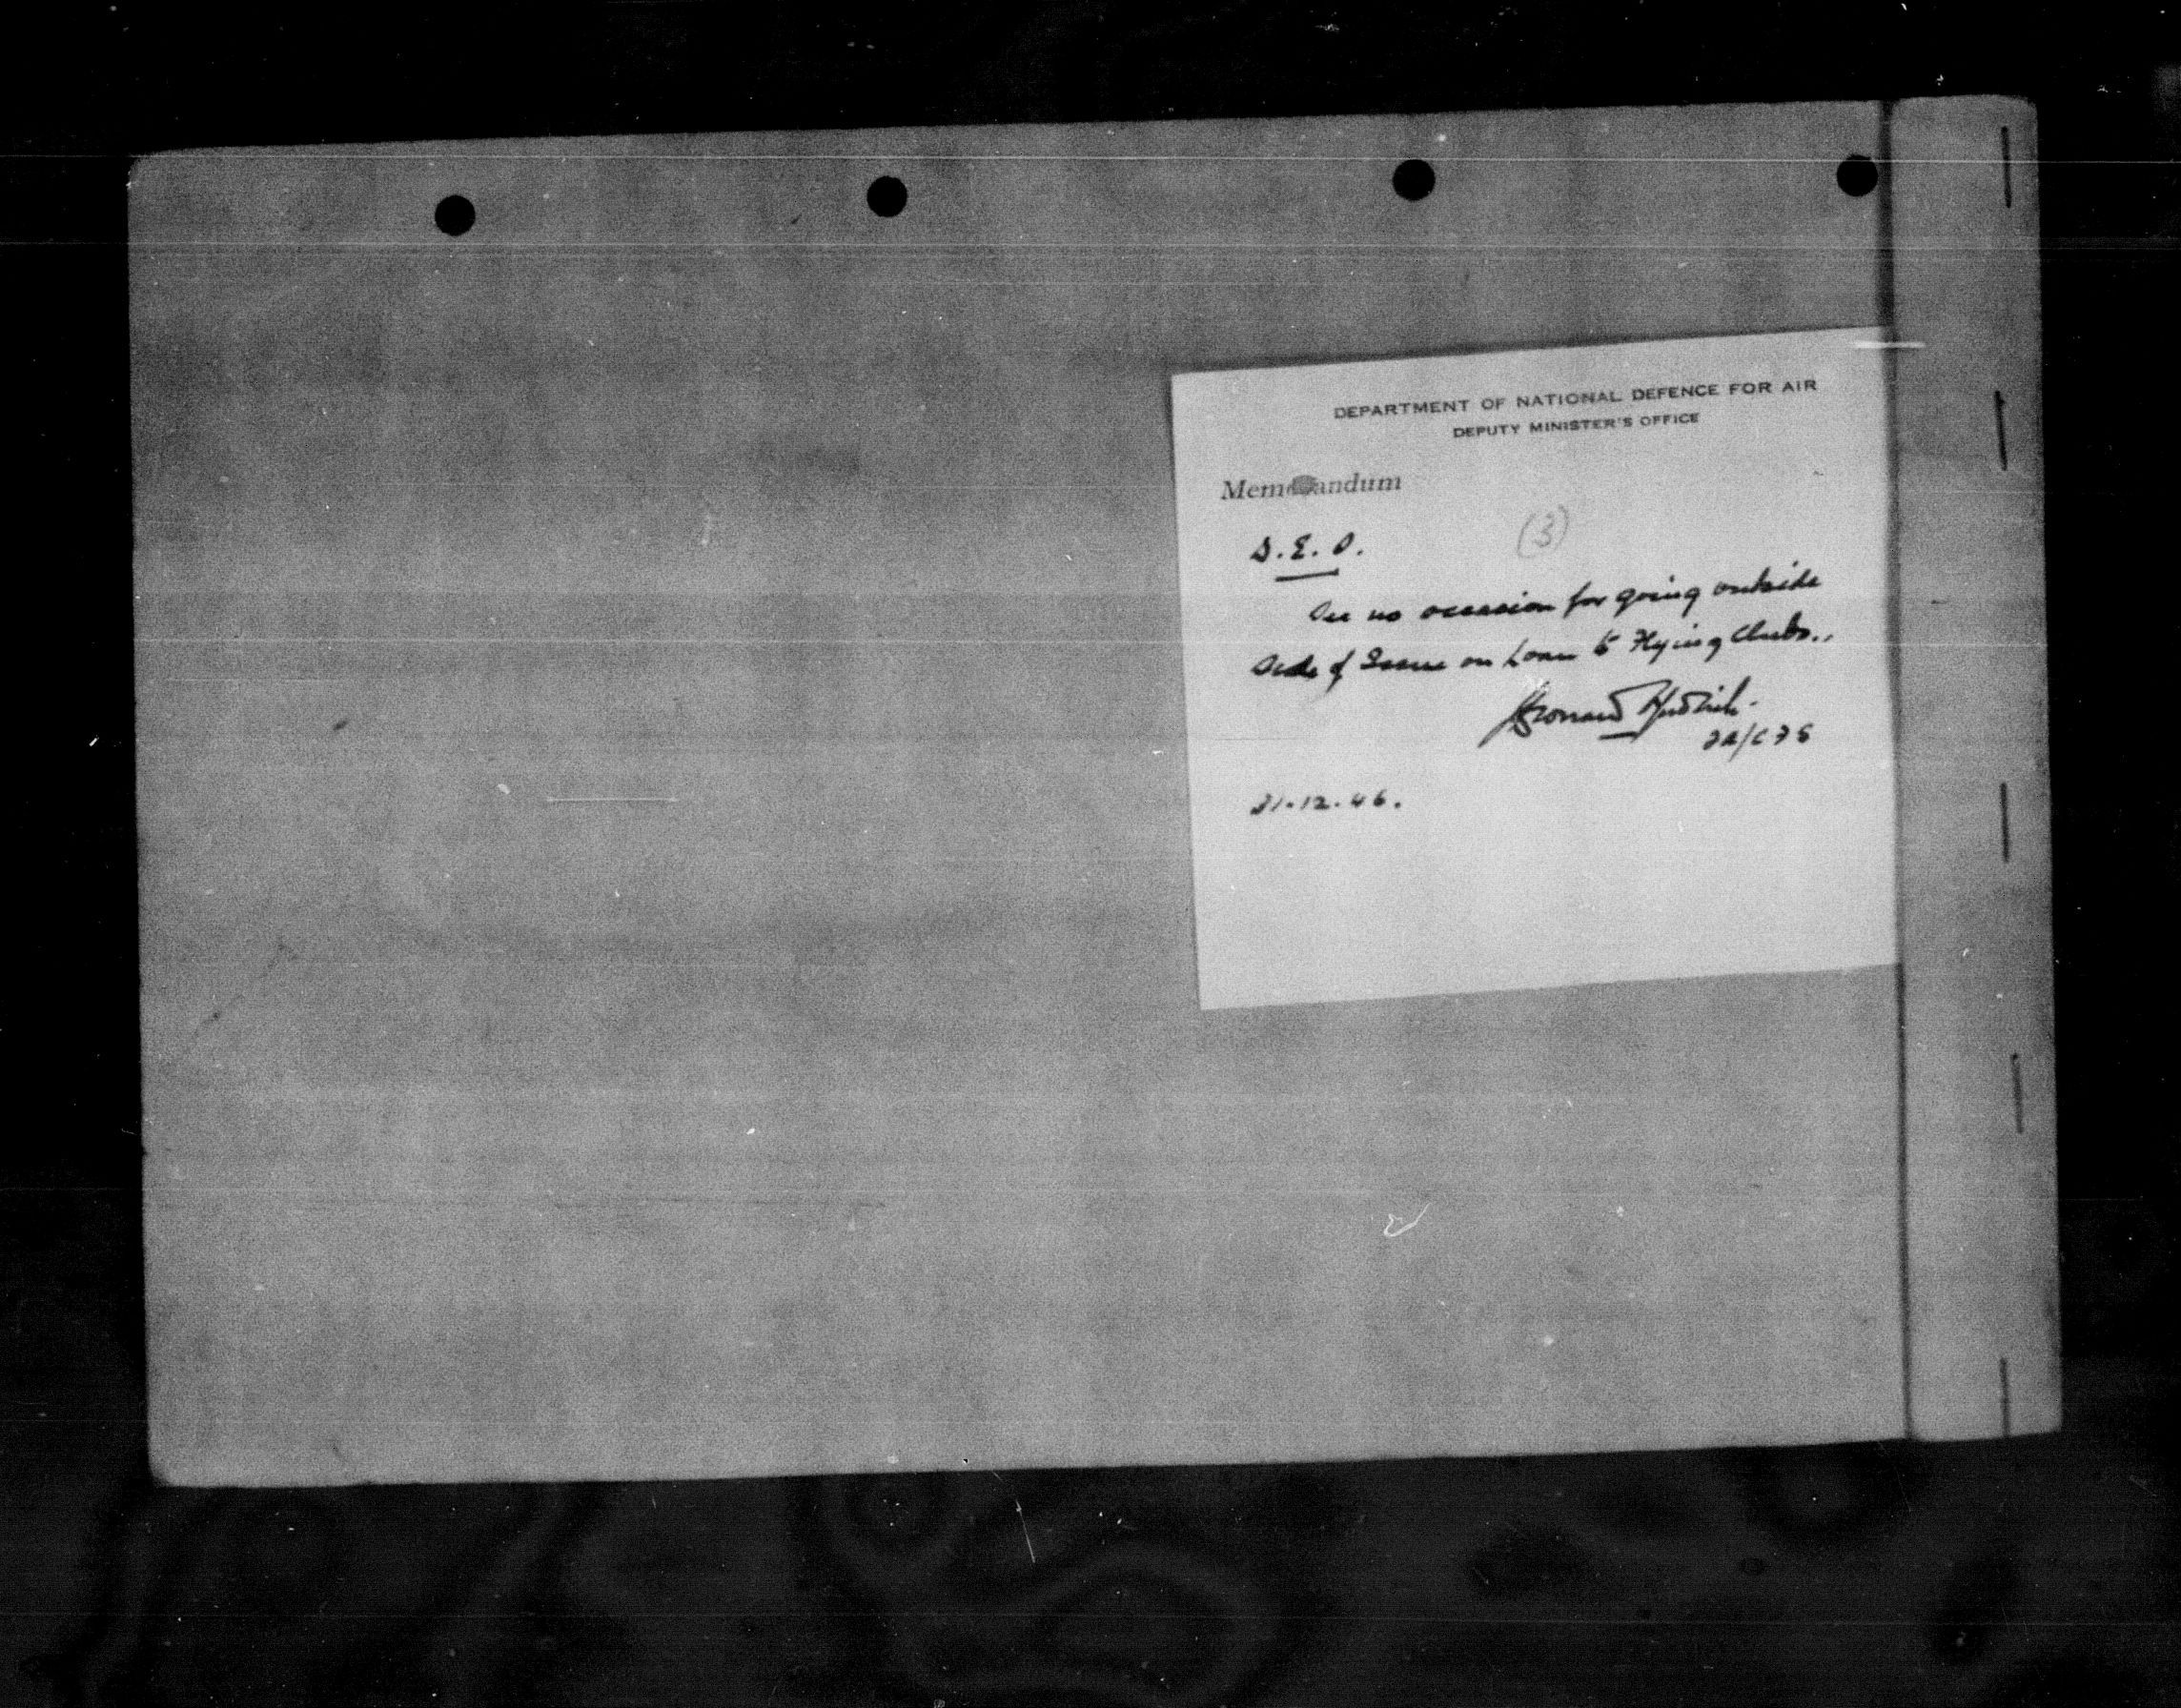 DEPARTMENT OF NATIONAL DEFENCE FOR AIR
DEPUTY MINISTER'S OFFICE
Memorandum
(3)
D.E.O.
See no occasion for going outside
of Issue on Loan to Flying Clubs..
31-12-46.